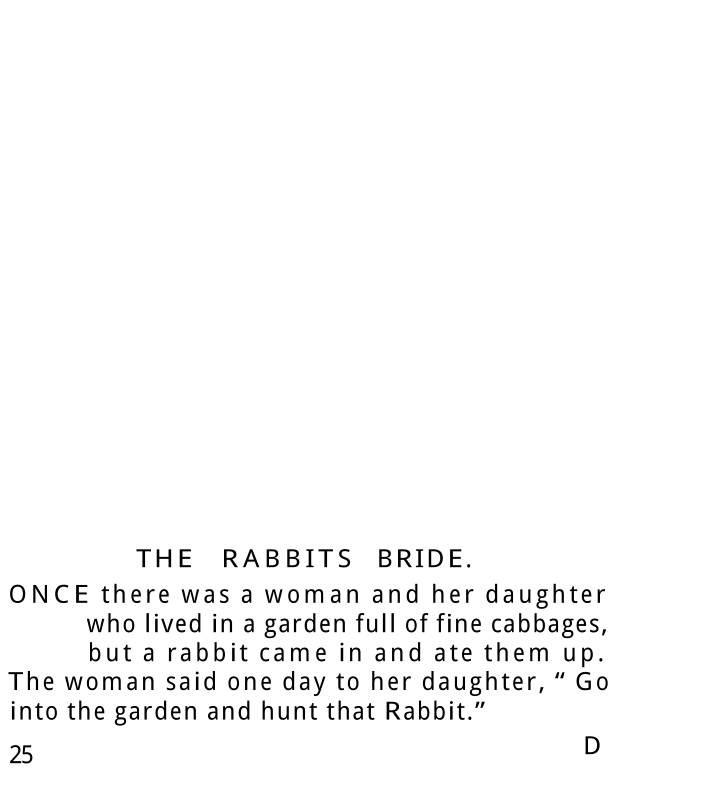 THE RABBITS BRIDE.
ONCE there was a woman and her daughter
who lived in a garden full of fine cabbages,
but a rabbit came in and ate them up.
The woman said one day to her daughter, “ Go
into the garden and hunt that Rabbit.”
25 D